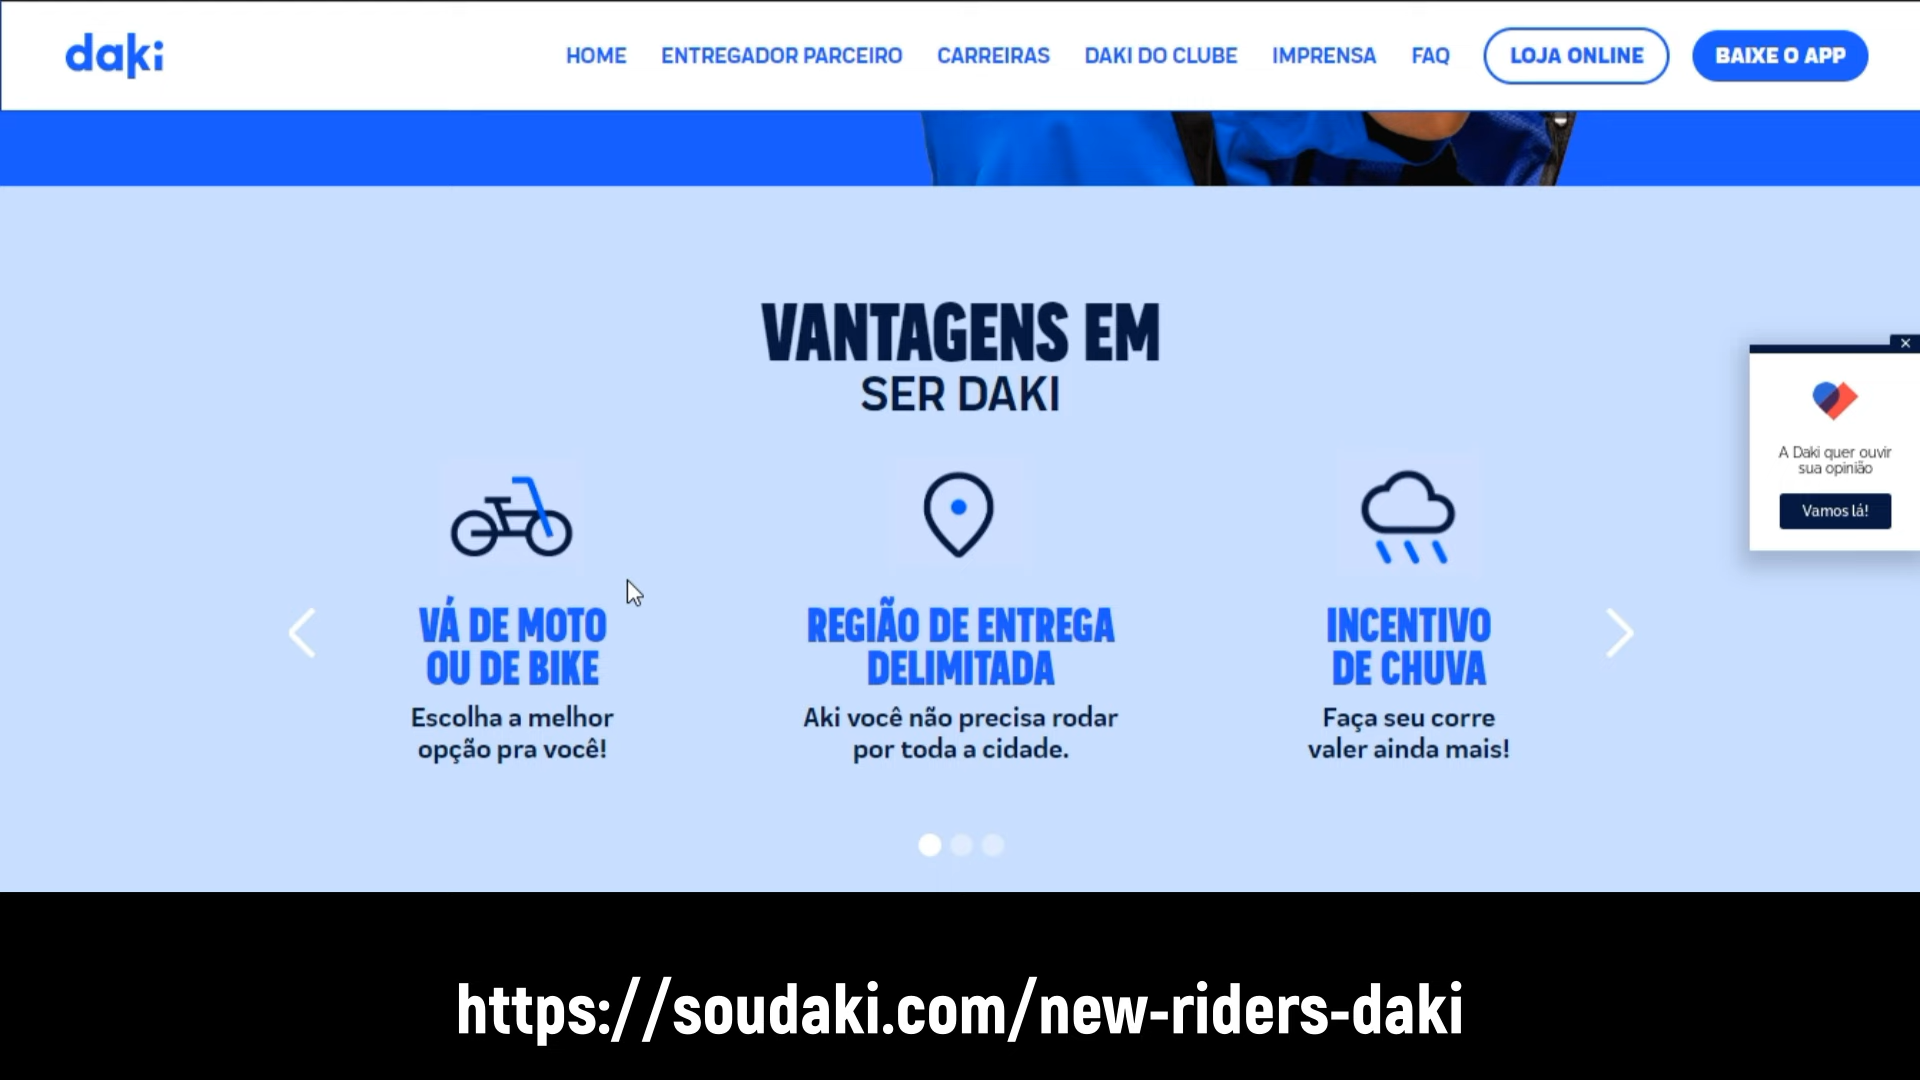 daki
HOME ENTREGADOR PARCEIRO CARREIRAS DAKI DO CLUBE IMPRENSA FAQ LOJA ONLINE BAIXE O APP
VANTAGENS EM
SER DAKI
VÁ DE MOTO
OU DE BIKE
Escolha a melhor
opção pra você!
REGIÃO DE ENTREGA
DELIMITADA
Aki você não precisa rodar
por toda a cidade.
INCENTIVO
DE CHUVA
Faça seu corre
valer ainda mais!
A Daki quer ouvir
sua opinião
Vamos lá!
https://soudaki.com/new-riders-daki